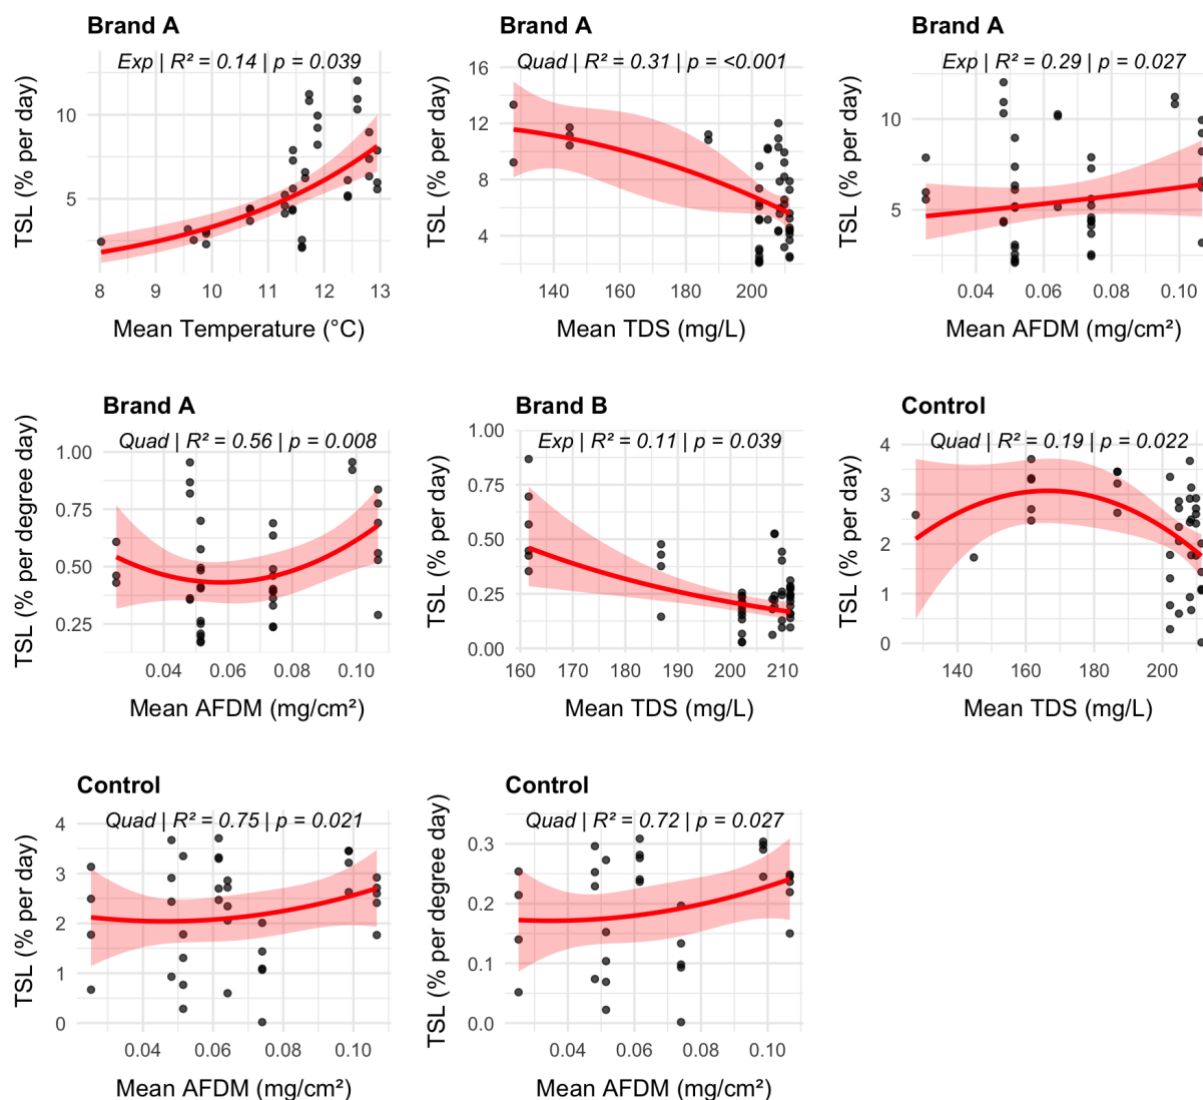 Brand A
Exp | R² = 0.14 | p = 0.039
TSL (% per day)
10
5
8 9 10 11 12 13
Mean Temperature (°C)
Brand A
Quad | R² = 0.31 | p = <0.001
TSL (% per day)
16
12
8
4
140 160 180 200
Mean TDS (mg/L)
Brand A
Exp | R² = 0.29 | p = 0.027
TSL (% per day)
10
5
0.04 0.06 0.08 0.10
Mean AFDM (mg/cm²)
Brand A
Quad | R² = 0.56 | p = 0.008
TSL (% per degree day)
1.00
0.75
0.50
0.25
0.04 0.06 0.08 0.10
Mean AFDM (mg/cm²)
Brand B
Exp | R² = 0.11 | p = 0.039
TSL (% per day)
1.00
0.75
0.50
0.25
0.00
160 170 180 190 200 210
Mean TDS (mg/L)
Control
Quad | R² = 0.19 | p = 0.022
TSL (% per day)
4
3
2
1
0
140 160 180 200
Mean TDS (mg/L)
Control
Quad | R² = 0.75 | p = 0.021
TSL (% per day)
4
3
2
1
0
0.04 0.06 0.08 0.10
Mean AFDM (mg/cm²)
Control
Quad | R² = 0.72 | p = 0.027
TSL (% per degree day)
0.3
0.2
0.1
0.0
0.04 0.06 0.08 0.10
Mean AFDM (mg/cm²)